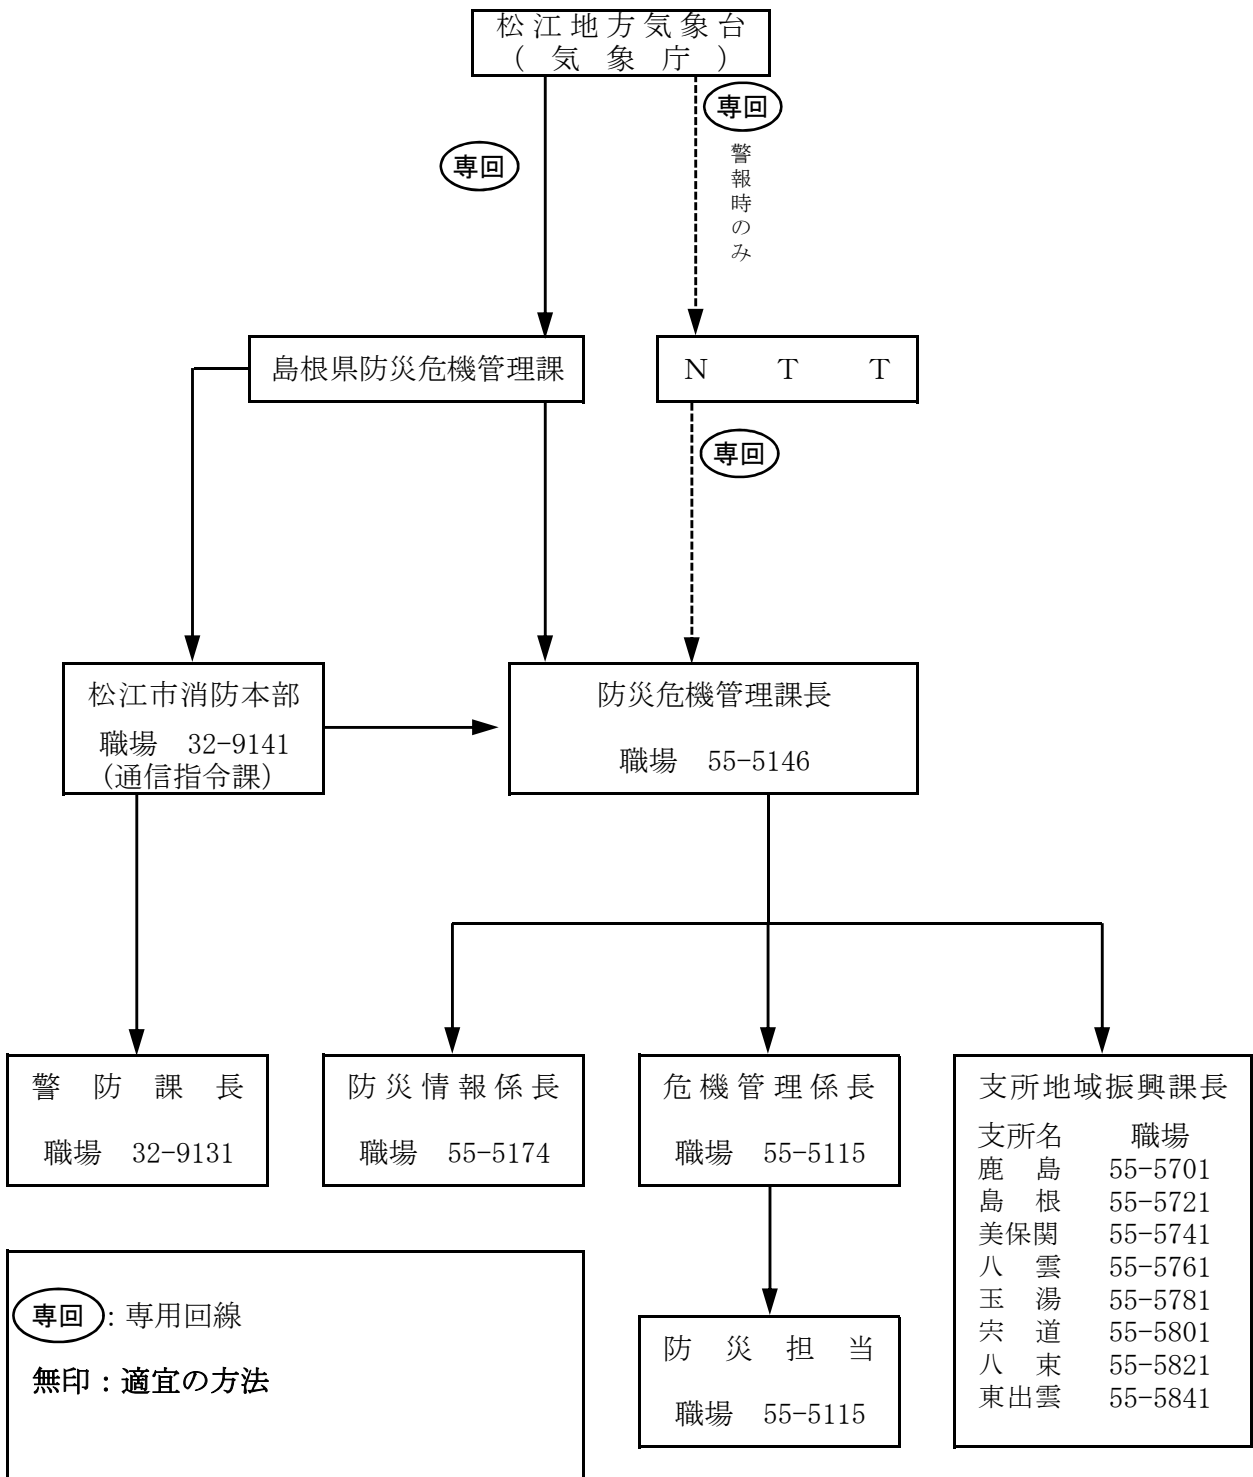 松江地方気象台
(気象庁)
専回
警報時のみ
専回
島根県防災危機管理課
NTT
専回
松江市消防本部
職場 32-9141
(通信指令課)
防災危機管理課長
職場 55-5146
警防課長
職場 32-9131
防災情報係長
職場 55-5174
危機管理係長
職場 55-5115
支所地域振興課長
支所名 職場
鹿島 55-5701
島根 55-5721
美保関 55-5741
八雲 55-5761
玉湯 55-5781
宍道 55-5801
八束 55-5821
東出雲 55-5841
専回:専用回線
無印:適宜の方法
防災担当
職場 55-5115